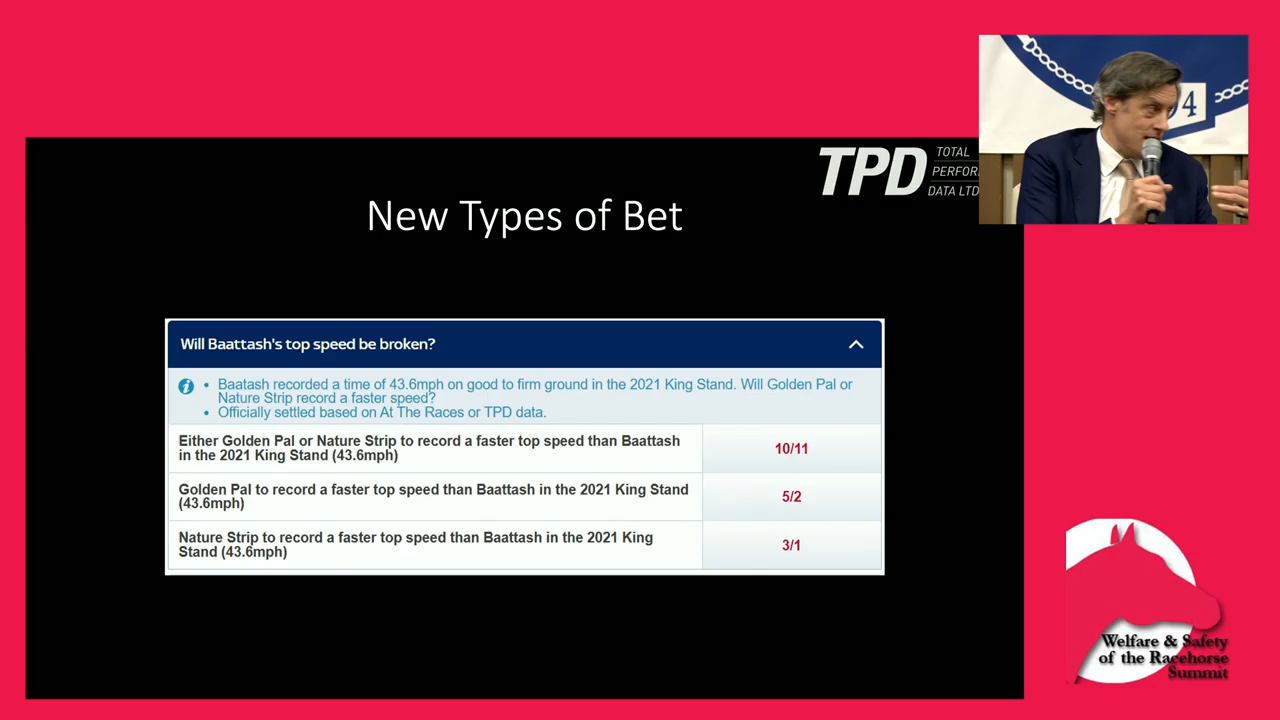 TPD
TOTAL
PERFOR
DATA LTD
New Types of Bet
Will Baattash's top speed be broken?
• Baatash recorded a time of 43.6mph on good to firm ground in the 2021 King Stand. Will Golden Pal or
Nature Strip record a faster speed?
• Officially settled based on At The Races or TPD data.
Either Golden Pal or Nature Strip to record a faster top speed than Baattash
in the 2021 King Stand (43.6mph)
10/11
Golden Pal to record a faster top speed than Baattash in the 2021 King Stand
(43.6mph)
5/2
Nature Strip to record a faster top speed than Baattash in the 2021 King
Stand (43.6mph)
3/1
Welfare & Safety
of the Racehorse
Summit